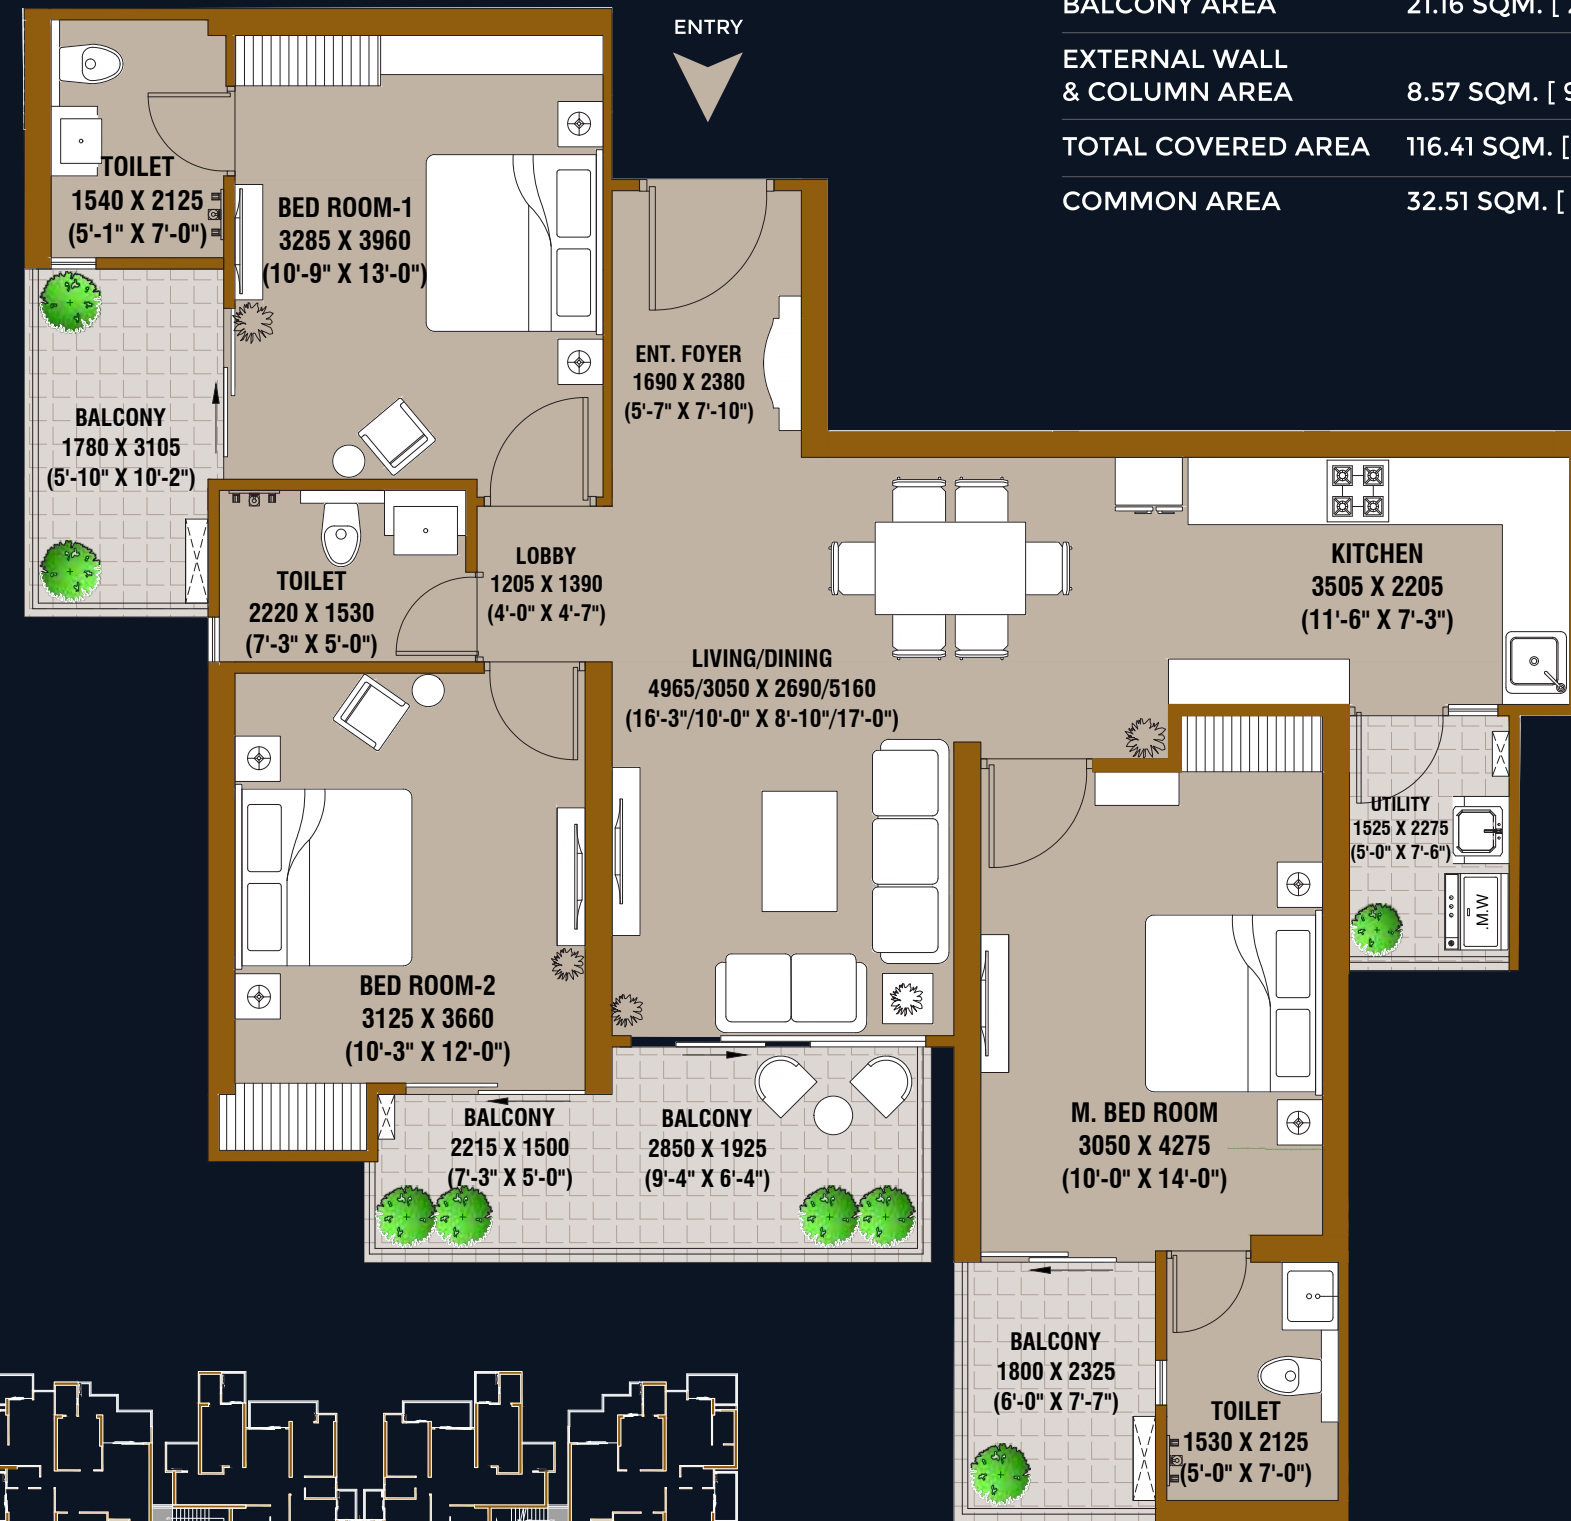 ENTRY
BALCONY AREA 21.16 SQM. [
EXTERNAL WALL
& COLUMN AREA 8.57 SQM. [
TOTAL COVERED AREA 116.41 SQM. [
COMMON AREA 32.51 SQM. [
TOILET
1540 X 2125
(5'-1" X 7'-0")
BED ROOM-1
3285 X 3960
(10'-9" X 13'-0")
ENT. FOYER
1690 X 2380
(5'-7" X 7'-10")
BALCONY
1780 X 3105
(5'-10" X 10'-2")
TOILET
2220 X 1530
(7'-3" X 5'-0")
LOBBY
1205 X 1390
(4'-0" X 4'-7")
KITCHEN
3505 X 2205
(11'-6" X 7'-3")
LIVING/DINING
4965/3050 X 2690/5160
(16'-3"/10'-0" X 8'-10"/17'-0")
UTILITY
1525 X 2275
(5'-0" X 7'-6")
.M.W
BED ROOM-2
3125 X 3660
(10'-3" X 12'-0")
BALCONY
2215 X 1500
(7'-3" X 5'-0")
BALCONY
2850 X 1925
(9'-4" X 6'-4")
M. BED ROOM
3050 X 4275
(10'-0" X 14'-0")
BALCONY
1800 X 2325
(6'-0" X 7'-7")
TOILET
1530 X 2125
(5'-0" X 7'-0")